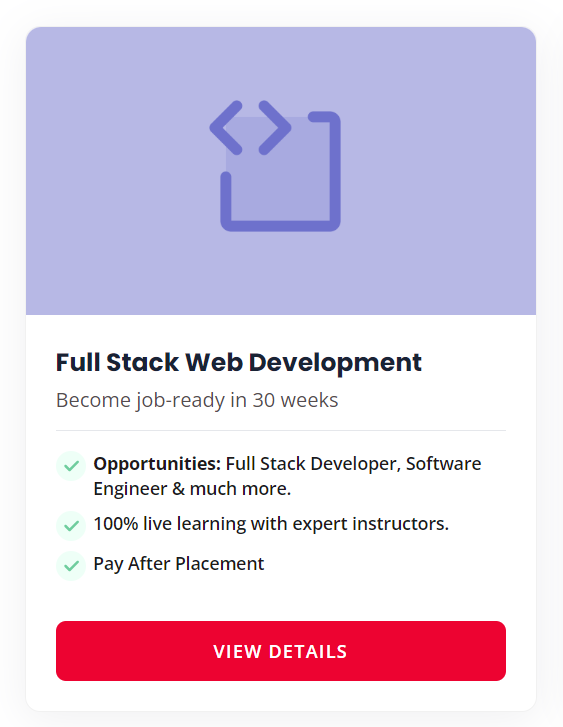 Full Stack Web Development
Become job-ready in 30 weeks
Opportunities: Full Stack Developer, Software
Engineer & much more.
100% live learning with expert instructors.
Pay After Placement
VIEW DETAILS